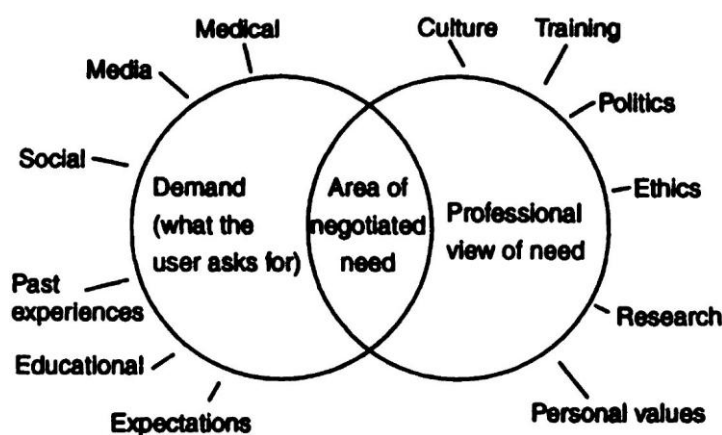 Medical
Culture
Training
Media
Politics
Social
Demand
(what the
user asks for)
Area of
negotiated
need
Professional
view of need
Ethics
Past
experiences
Research
Educational
Expectations
Personal values